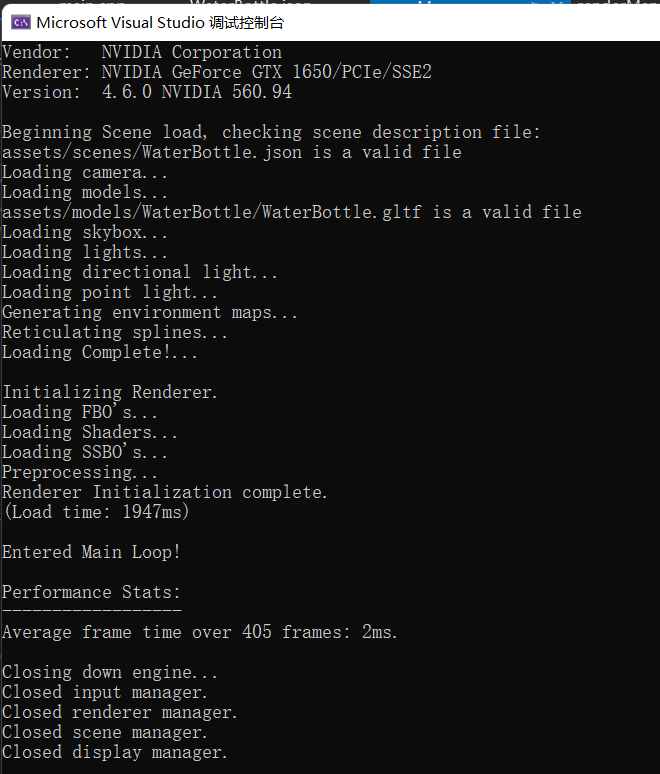 Microsoft Visual Studio 调试控制台
Vendor:   NVIDIA Corporation
Renderer: NVIDIA GeForce GTX 1650/PCIe/SSE2
Version:  4.6.0 NVIDIA 560.94
Beginning Scene load, checking scene description file:
assets/scenes/WaterBottle.json is a valid file
Loading camera...
Loading models...
assets/models/WaterBottle/WaterBottle.gltf is a valid file
Loading skybox...
Loading lights...
Loading directional light...
Loading point light...
Generating environment maps...
Reticulating splines...
Loading Complete!...
Initializing Renderer.
Loading FBO's...
Loading Shaders...
Loading SSBO's...
Preprocessing...
Renderer Initialization complete.
(Load time: 1947ms)
Entered Main Loop!
Performance Stats:
------------------
Average frame time over 405 frames: 2ms.
Closing down engine...
Closed input manager.
Closed renderer manager.
Closed scene manager.
Closed display manager.